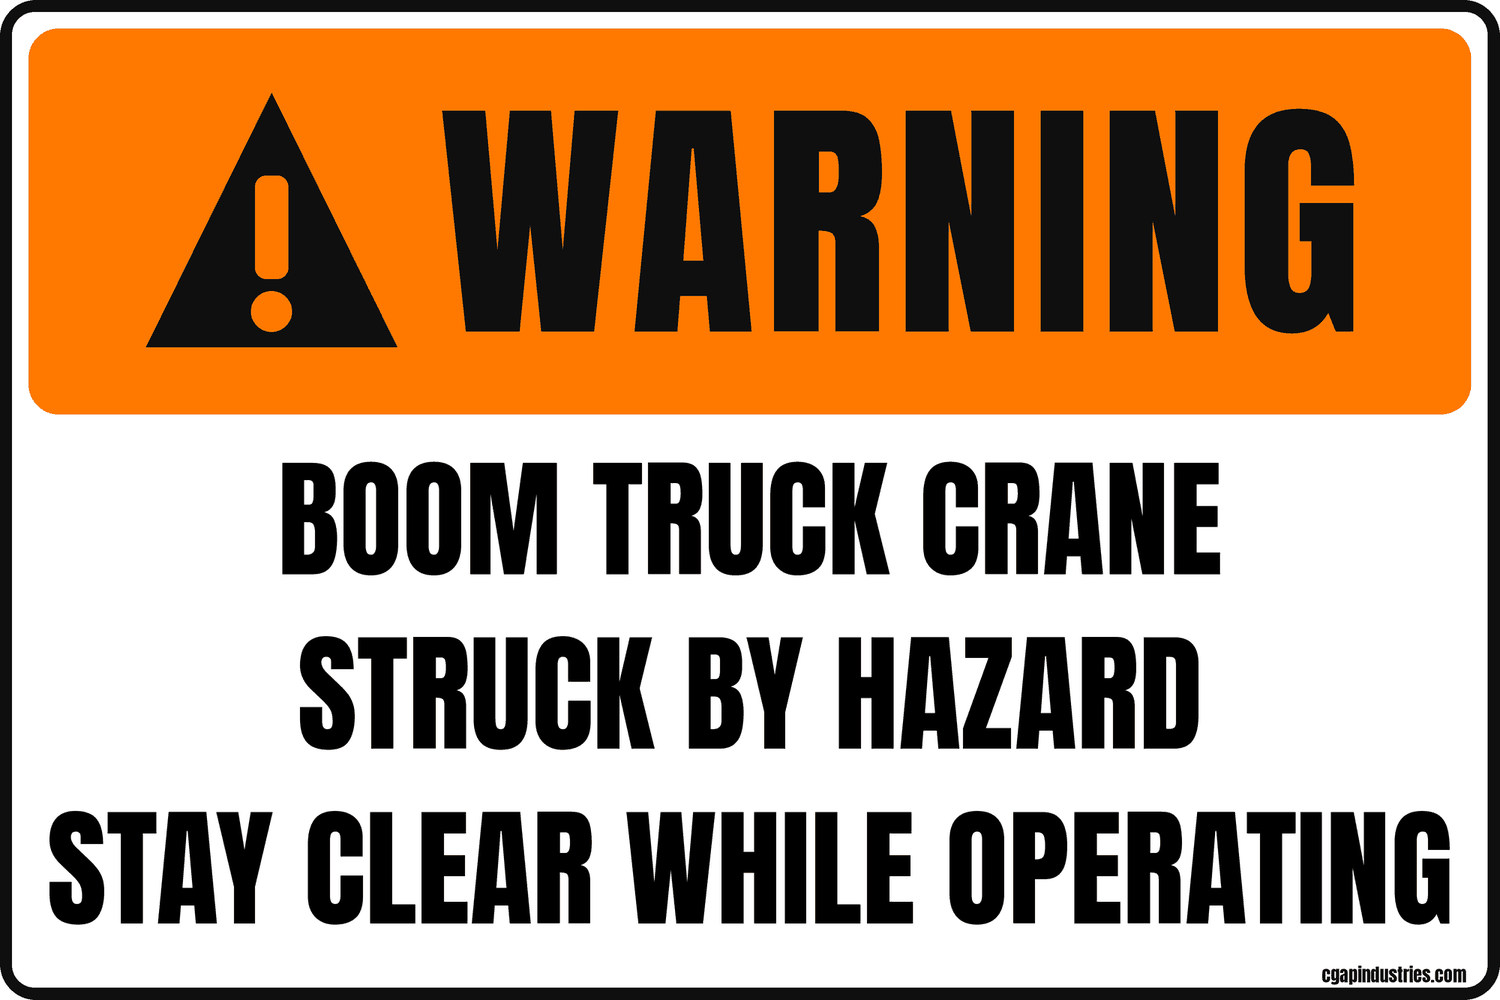 WARNING
BOOM TRUCK CRANE
STRUCK BY HAZARD
STAY CLEAR WHILE OPERATING
cgapindustries.com